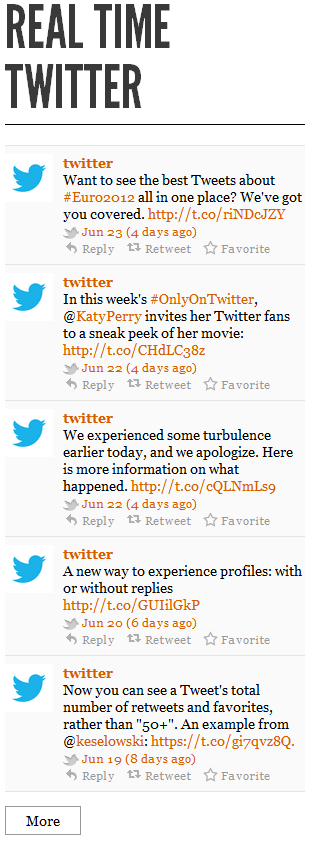 REAL TIME
TWITTER
twitter
Want to see the best Tweets about
#Euro2012 all in one place? We've got
you covered. http://t.co/riNDcJZY
Jun 23 (4 days ago)
Reply Retweet Favorite
twitter
In this week's #OnlyOnTwitter,
@KatyPerry invites her Twitter fans
to a sneak peek of her movie:
http://t.co/CHdLC38z
Jun 22 (4 days ago)
Reply Retweet Favorite
twitter
We experienced some turbulence
earlier today, and we apologize. Here
is more information on what
happened. http://t.co/cQLNmLs9
Jun 22 (4 days ago)
Reply Retweet Favorite
twitter
A new way to experience profiles: with
or without replies
http://t.co/GUIilGkP
Jun 20 (6 days ago)
Reply Retweet Favorite
twitter
Now you can see a Tweet's total
number of retweets and favorites,
rather than "50+". An example from
@keselowski: https://t.co/gi7qvz8Q.
Jun 19 (8 days ago)
Reply Retweet Favorite
More